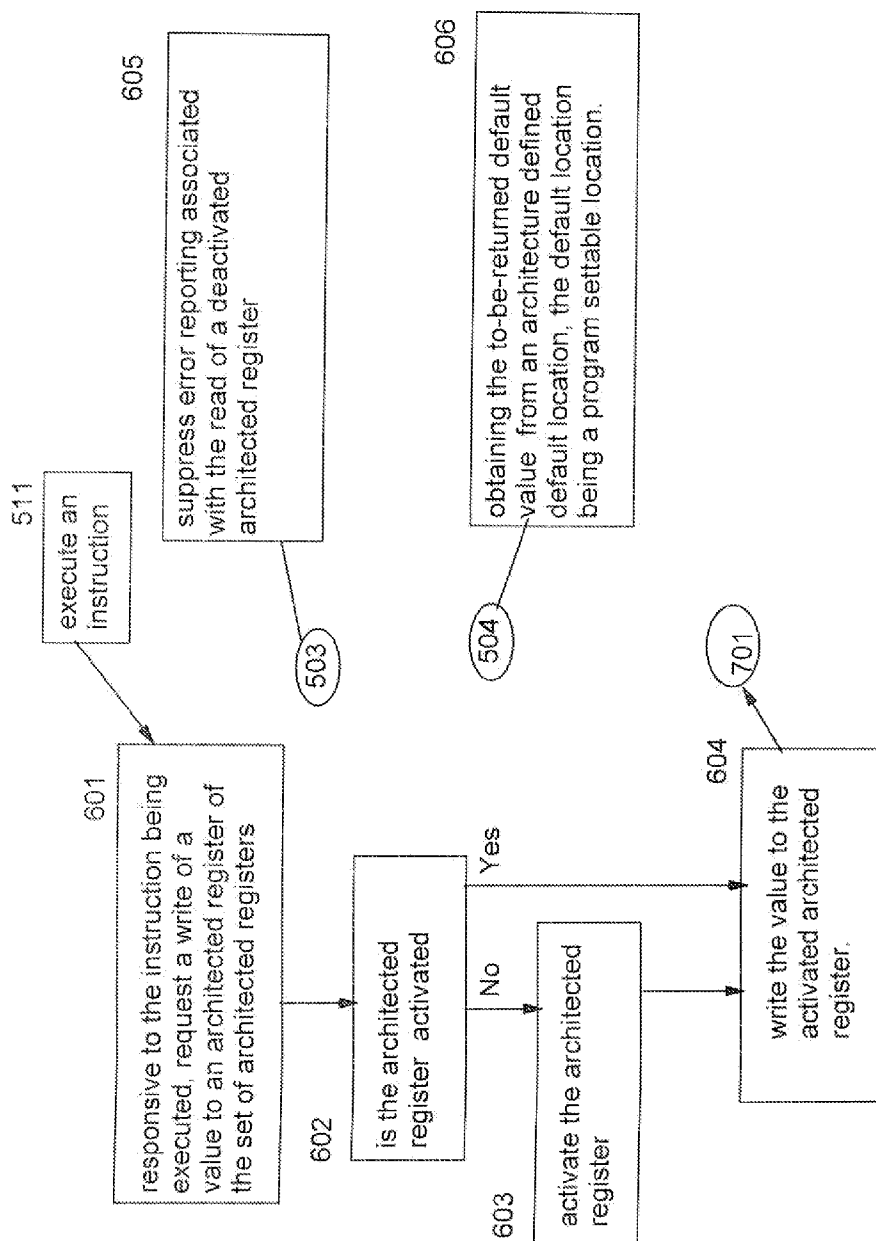 511
execute an
instruction
601
responsive to the instruction being
executed, request a write of a
value to an architected register of
the set of architected registers
602
is the architected
register activated
No
Yes
603
activate the architected
register
604
write the value to the
activated architected
register.
701
605
suppress error reporting associated
with the read of a deactivated
architected register
503
606
obtaining the to-be-returned default
value from an architecture defined
default location, the default location
being a program settable location.
504